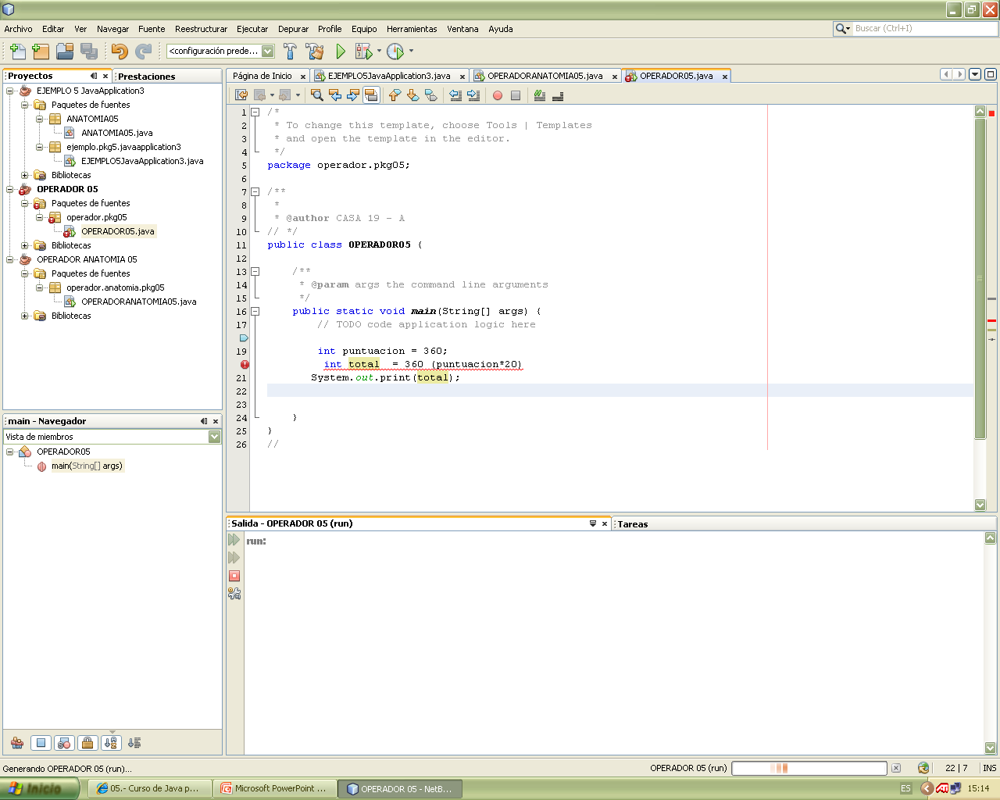 Archivo Editar Ver Navegar Fuente Reestructurar Ejecutar Depurar Profile Equipo Herramientas Ventana Ayuda
Buscar (Ctrl+I)
<configuración prede...
Proyectos
Prestaciones
EJEMPLO 5 JavaApplication3
Paquetes de fuentes
ANATOMIA05
ANATOMIA05.java
ejemplo.pkg5.javaapplication3
EJEMPLO5JavaApplication3.java
Bibliotecas
OPERADOR 05
Paquetes de fuentes
operador.pkg05
OPERADOR05.java
Bibliotecas
OPERADOR ANATOMIA 05
Paquetes de fuentes
operador.anatomia.pkg05
OPERADORANATOMIA05.java
Bibliotecas
main - Navegador
Vista de miembros
OPERADOR05
main(String[] args)
Página de Inicio EJEMPLO5JavaApplication3.java OPERADORANATOMIA05.java OPERADOR05.java
1 /*
2 * To change this template, choose Tools | Templates
3 * and open the template in the editor.
4 */
5 package operador.pkg05;
6
7 /**
8 *
9 * @author CASA 19 - A
10 // */
11 public class OPERADOR05 {
12
13 /**
14 * @param args the command line arguments
15 */
16 public static void main(String[] args) {
17 // TODO code application logic here
19 int puntuacion = 360;
int total = 360 (puntuacion*20)
21 System.out.print(total);
22
23
24 }
25 }
26 //
Salida - OPERADOR 05 (run)
Tareas
run:
Generando OPERADOR 05 (run)...
OPERADOR 05 (run)
22 | 7 INS
Inicio
05.- Curso de Java p...
Microsoft PowerPoint ...
OPERADOR 05 - NetB...
ES
15:14